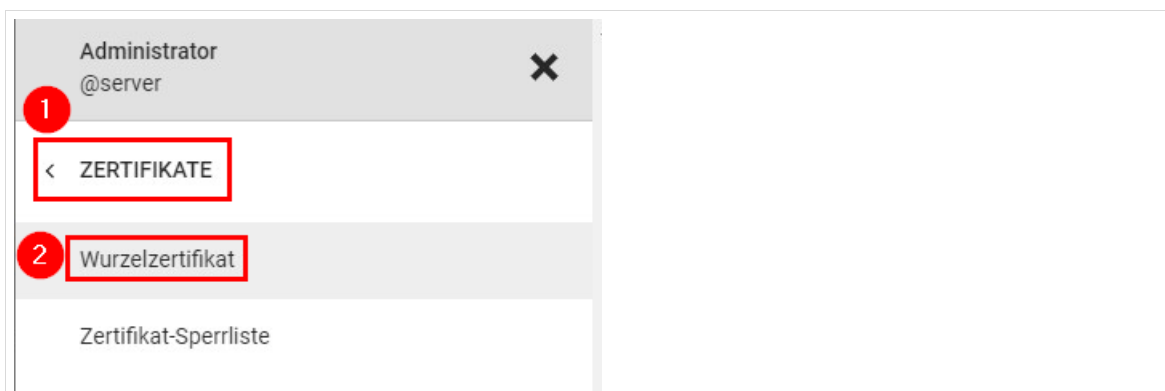 Administrator
@server
1
< ZERTIFIKATE
2
Wurzelzertifikat
Zertifikat-Sperrliste